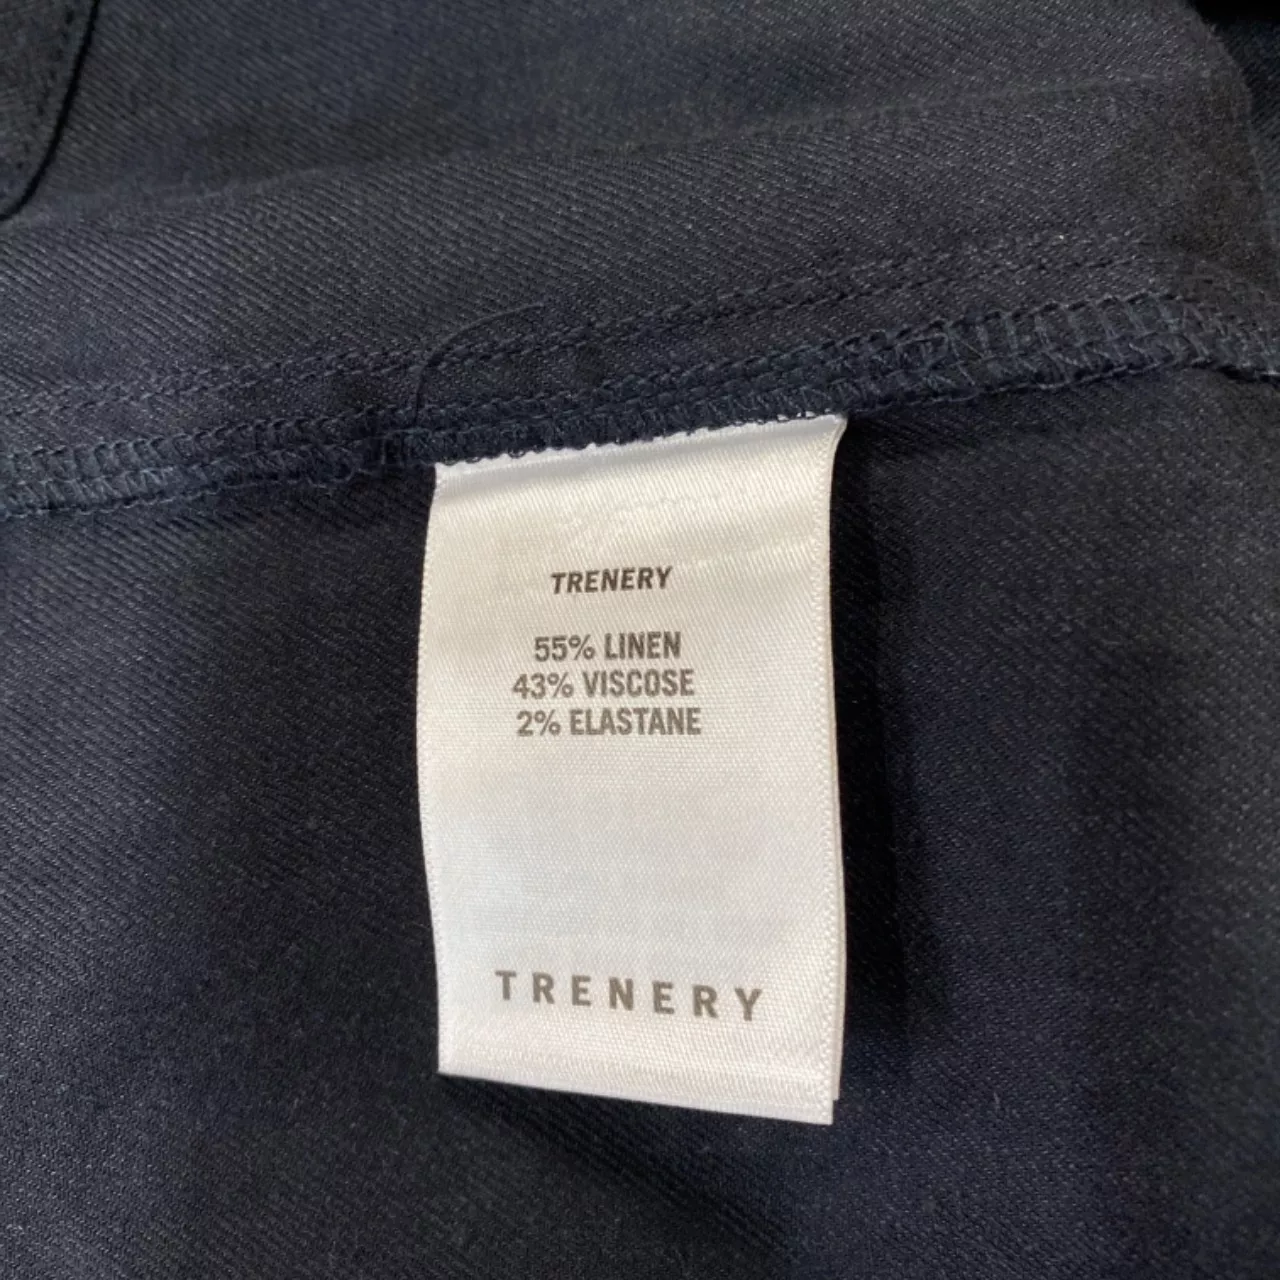 TRENERY
55% LINEN
43% VISCOSE
2% ELASTANE
TRENERY